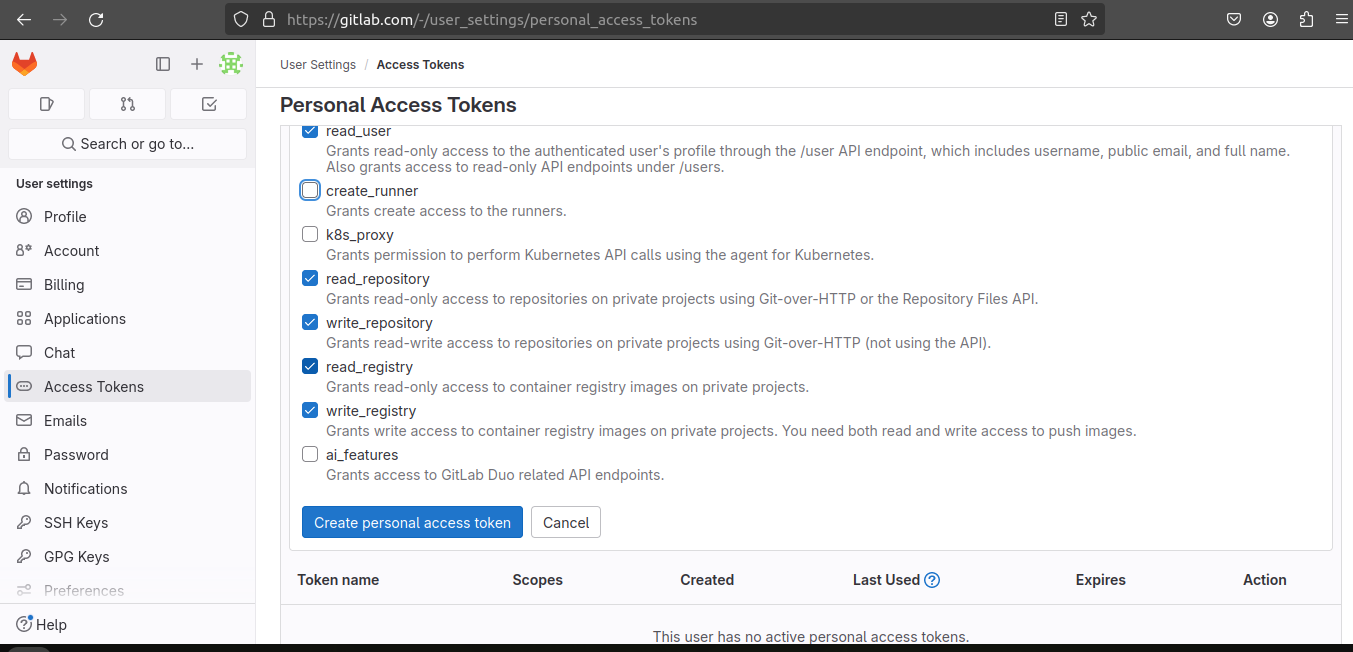 https://gitlab.com/-/user_settings/personal_access_tokens
User Settings / Access Tokens
Search or go to...
User settings
Profile
Account
Billing
Applications
Chat
Access Tokens
Emails
Password
Notifications
SSH Keys
GPG Keys
Preferences
Help
Personal Access Tokens
read_user
Grants read-only access to the authenticated user's profile through the /user API endpoint, which includes username, public email, and full name.
Also grants access to read-only API endpoints under /users.
create_runner
Grants create access to the runners.
k8s_proxy
Grants permission to perform Kubernetes API calls using the agent for Kubernetes.
read_repository
Grants read-only access to repositories on private projects using Git-over-HTTP or the Repository Files API.
write_repository
Grants read-write access to repositories on private projects using Git-over-HTTP (not using the API).
read_registry
Grants read-only access to container registry images on private projects.
write_registry
Grants write access to container registry images on private projects. You need both read and write access to push images.
ai_features
Grants access to GitLab Duo related API endpoints.
Create personal access token Cancel
Token name Scopes Created Last Used Expires Action
This user has no active personal access tokens.